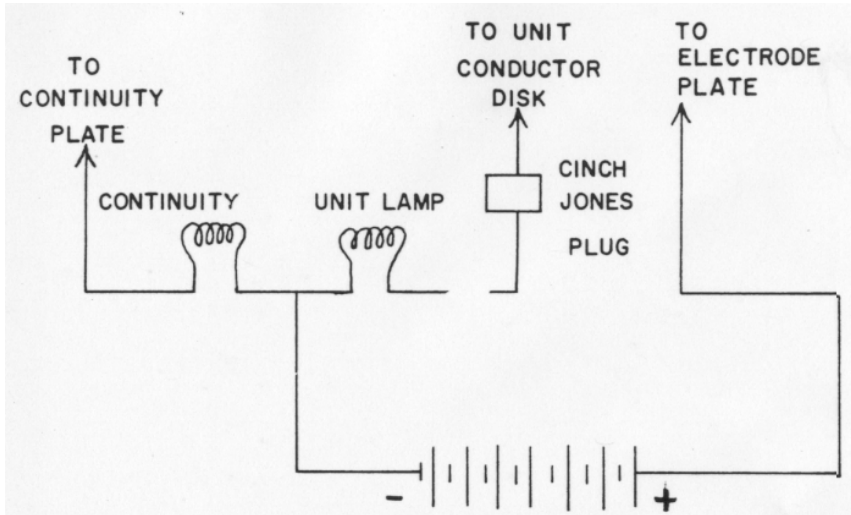 TO
CONTINUITY
PLATE
TO UNIT
CONDUCTOR
DISK
TO
ELECTRODE
PLATE
CONTINUITY
UNIT LAMP
CINCH
JONES
PLUG
-
+